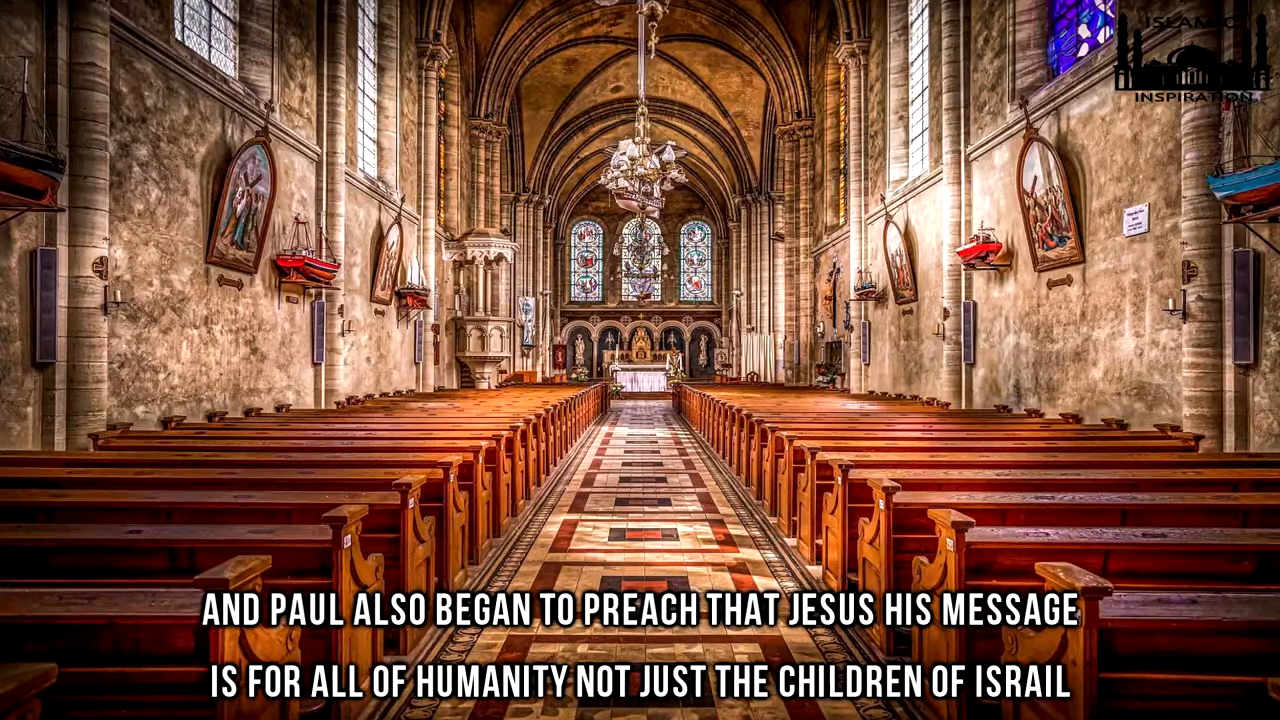 ISLAMIC
INSPIRATION
AND PAUL ALSO BEGAN TO PREACH THAT JESUS HIS MESSAGE
IS FOR ALL OF HUMANITY NOT JUST THE CHILDREN OF ISRAIL